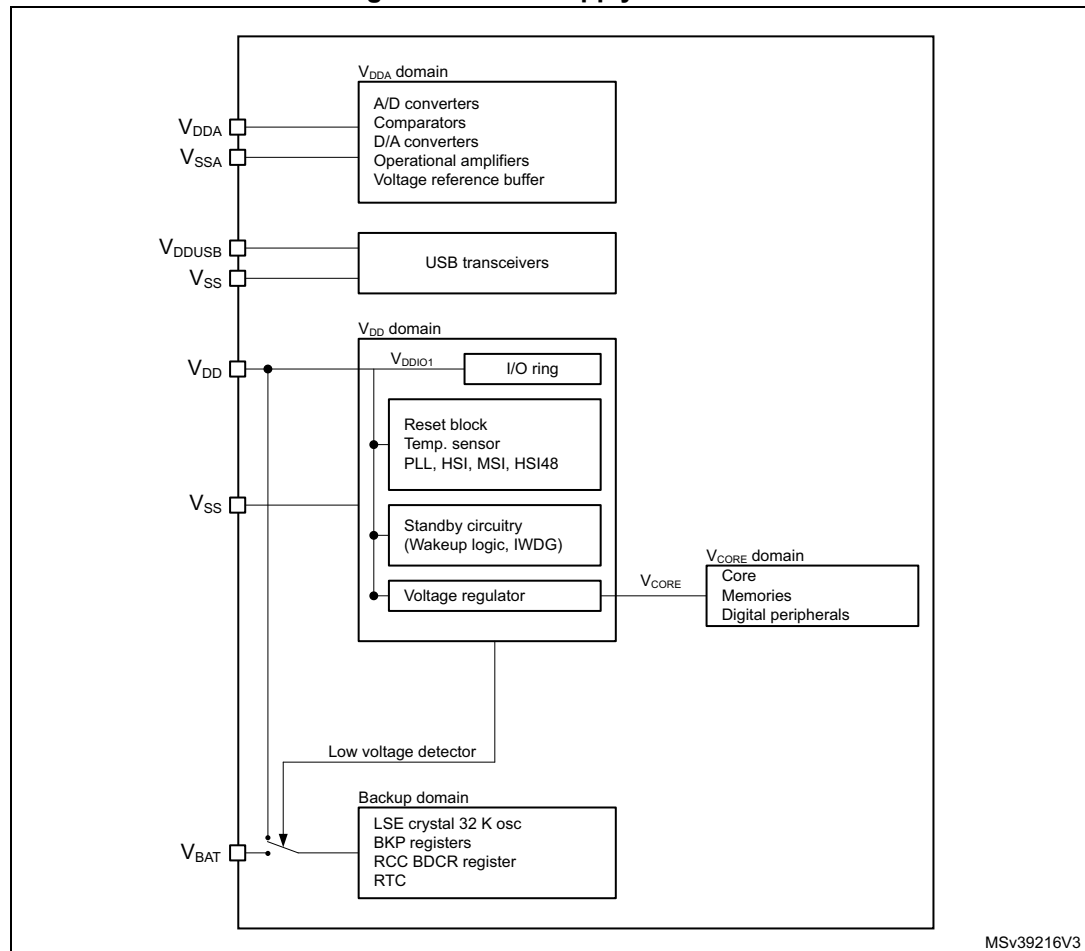 V_DDA domain
A/D converters
Comparators
D/A converters
Operational amplifiers
Voltage reference buffer
V_DDA
V_SSA
V_DDUSB
V_SS
USB transceivers
V_DD domain
V_DD
V_DDIO1
I/O ring
Reset block
Temp. sensor
PLL, HSI, MSI, HSI48
V_SS
Standby circuitry
(Wakeup logic, IWDG)
Voltage regulator
V_CORE
V_CORE domain
Core
Memories
Digital peripherals
Low voltage detector
Backup domain
LSE crystal 32 K osc
BKP registers
RCC BDCR register
RTC
V_BAT
MSv39216V3